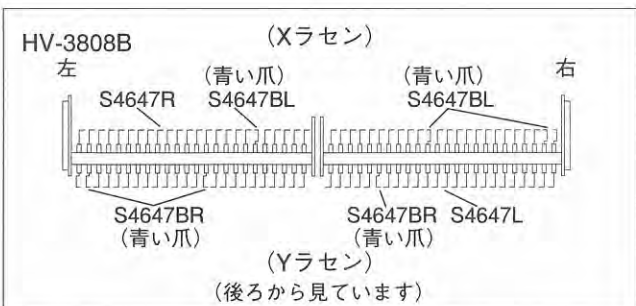 HV-3808B
(Xラセン)
左
右
(青い爪)
(青い爪)
S4647R
S4647BL
S4647BL
S4647BR
(青い爪)
S4647BR
S4647L
(青い爪)
(Yラセン)
(後ろから見ています)